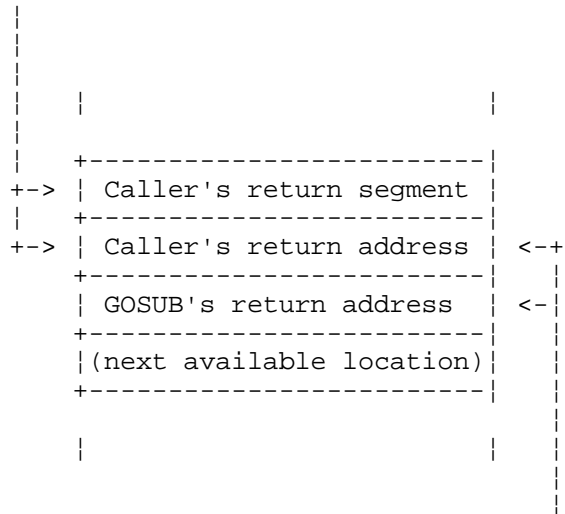 ¦
¦
¦
¦
¦ ¦ ¦
¦
¦ +-------------------------¦
+-> ¦ Caller's return segment ¦
¦ +-------------------------¦
+-> ¦ Caller's return address ¦ <-+
+-------------------------¦ ¦
¦ GOSUB's return address ¦ <-¦
+-------------------------¦ ¦
¦(next available location)¦ ¦
+-------------------------¦ ¦
¦
¦ ¦ ¦
¦
¦